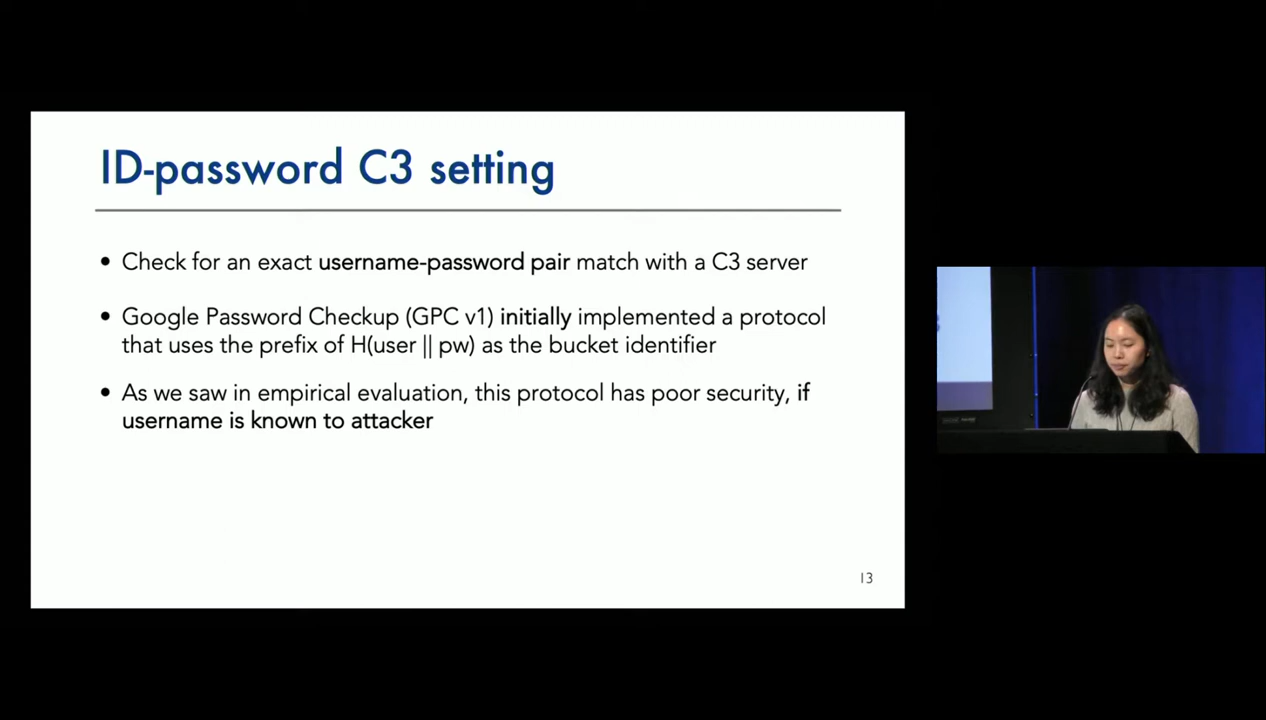 ID-password C3 setting
• Check for an exact username-password pair match with a C3 server
• Google Password Checkup (GPC v1) initially implemented a protocol
that uses the prefix of H(user || pw) as the bucket identifier
• As we saw in empirical evaluation, this protocol has poor security, if
username is known to attacker
13